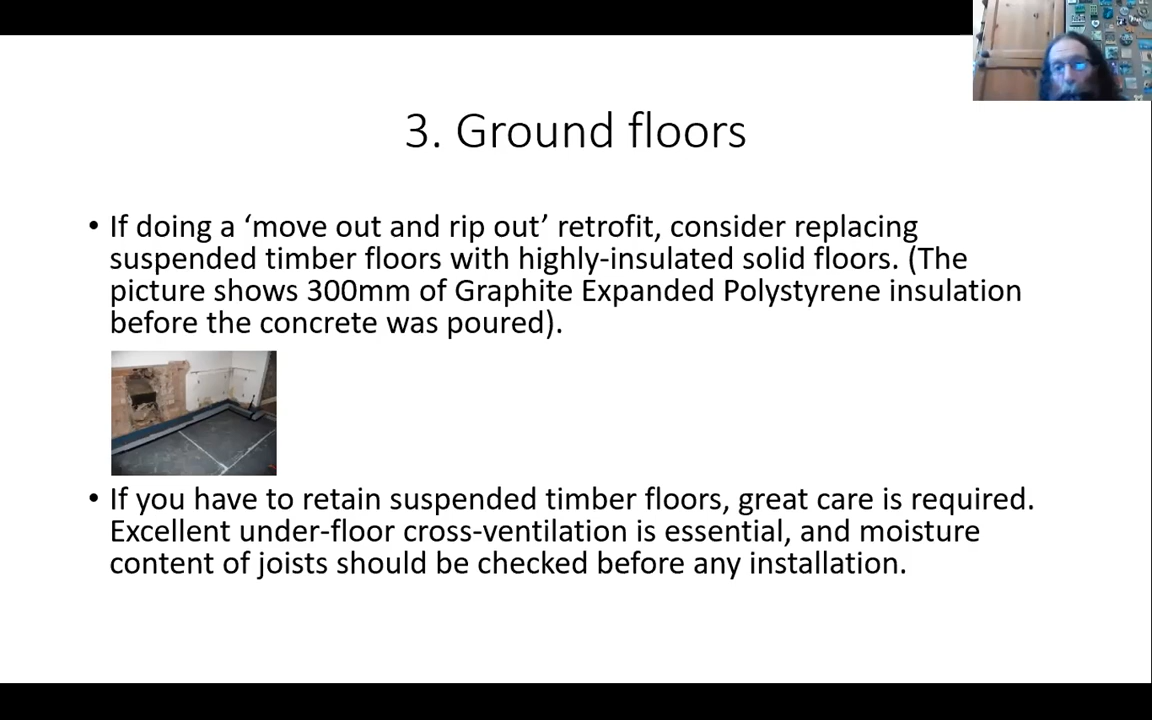 3. Ground floors
• If doing a ‘move out and rip out’ retrofit, consider replacing
suspended timber floors with highly-insulated solid floors. (The
picture shows 300mm of Graphite Expanded Polystyrene insulation
before the concrete was poured).
• If you have to retain suspended timber floors, great care is required.
Excellent under-floor cross-ventilation is essential, and moisture
content of joists should be checked before any installation.